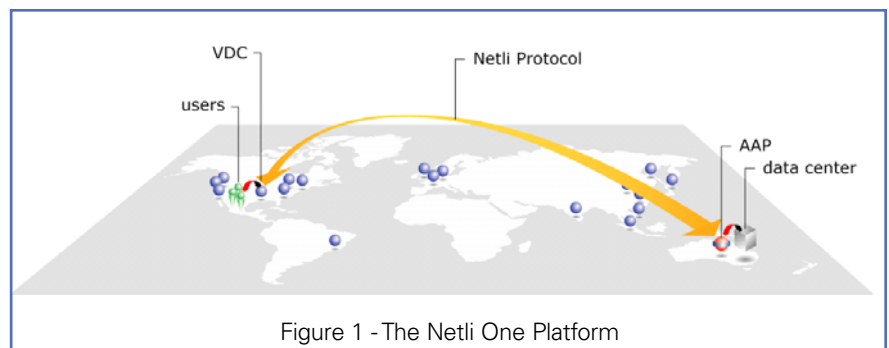 VDC
Netli Protocol
users
AAP
data center
Figure 1 - The Netli One Platform